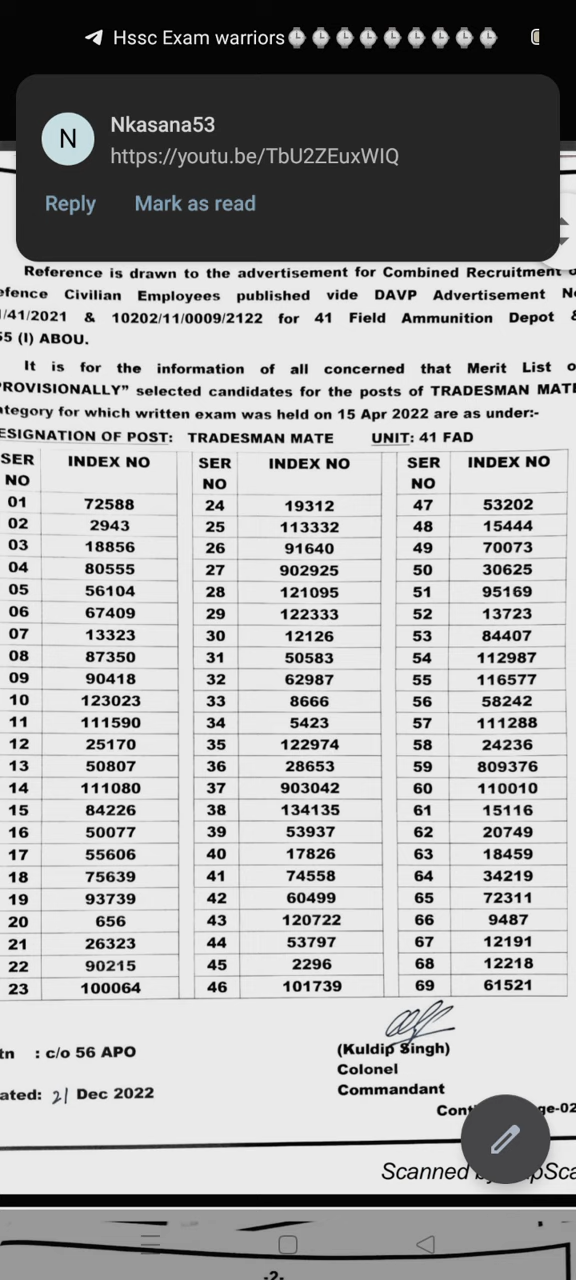 Hssc Exam warriors⌚⌚⌚⌚⌚⌚⌚⌚⌚
N
Nkasana53
https://youtu.be/TbU2ZEuxWIQ
Reply Mark as read
Reference is drawn to the advertisement for Combined Recruitment o
efence Civilian Employees published vide DAVP Advertisement No
/41/2021 & 10202/11/0009/2122 for 41 Field Ammunition Depot &
55 (I) ABOU.
It is for the information of all concerned that Merit List o
PROVISIONALLY” selected candidates for the posts of TRADESMAN MATE
ategory for which written exam was held on 15 Apr 2022 are as under:-
ESIGNATION OF POST: TRADESMAN MATE UNIT: 41 FAD
SER NO INDEX NO SER NO INDEX NO SER NO INDEX NO
01 72588 24 19312 47 53202
02 2943 25 113332 48 15444
03 18856 26 91640 49 70073
04 80555 27 902925 50 30625
05 56104 28 121095 51 95169
06 67409 29 122333 52 13723
07 13323 30 12126 53 84407
08 87350 31 50583 54 112987
09 90418 32 62987 55 116577
10 123023 33 8666 56 58242
11 111590 34 5423 57 111288
12 25170 35 122974 58 24236
13 50807 36 28653 59 809376
14 111080 37 903042 60 110010
15 84226 38 134135 61 15116
16 50077 39 53937 62 20749
17 55606 40 17826 63 18459
18 75639 41 74558 64 34219
19 93739 42 60499 65 72311
20 656 43 120722 66 9487
21 26323 44 53797 67 12191
22 90215 45 2296 68 12218
23 100064 46 101739 69 61521
tn : c/o 56 APO
(Kuldip Singh)
Colonel
ated: 21 Dec 2022
Commandant
Cont ge-02
Scanned pSca
-2-